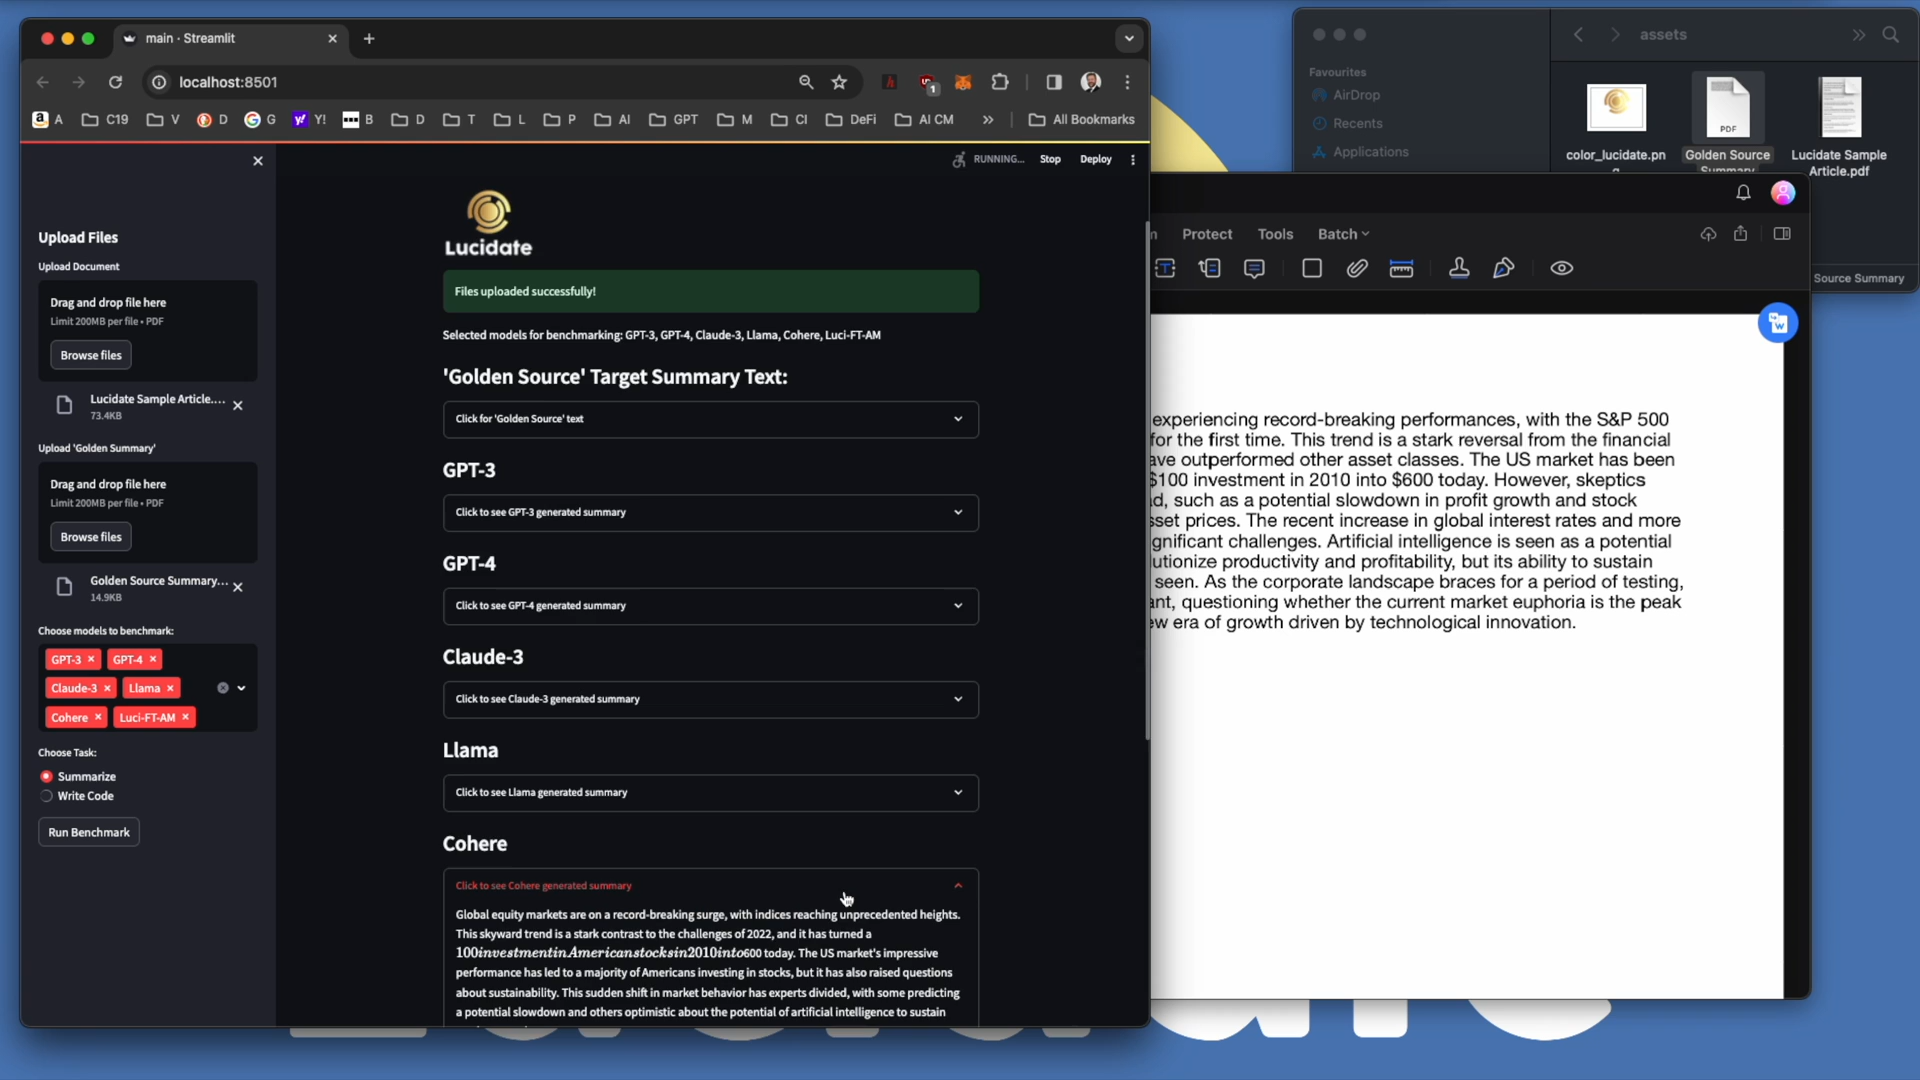 main · Streamlit
localhost:8501
1
A
C19
V
D
G
Y!
B
D
T
L
P
AI
GPT
M
CI
DeFi
AI CM
All Bookmarks
RUNNING...
Stop
Deploy
Upload Files
Upload Document
Drag and drop file here
Limit 200MB per file • PDF
Browse files
Lucidate Sample Article....
73.4KB
Upload 'Golden Summary'
Drag and drop file here
Limit 200MB per file • PDF
Browse files
Golden Source Summary...
14.9KB
Choose models to benchmark:
GPT-3
GPT-4
Claude-3
Llama
Cohere
Luci-FT-AM
Choose Task:
Summarize
Write Code
Run Benchmark
Lucidate
Files uploaded successfully!
Selected models for benchmarking: GPT-3, GPT-4, Claude-3, Llama, Cohere, Luci-FT-AM
'Golden Source' Target Summary Text:
Click for 'Golden Source' text
GPT-3
Click to see GPT-3 generated summary
GPT-4
Click to see GPT-4 generated summary
Claude-3
Click to see Claude-3 generated summary
Llama
Click to see Llama generated summary
Cohere
Click to see Cohere generated summary
Global equity markets are on a record-breaking surge, with indices reaching unprecedented heights.
This skyward trend is a stark contrast to the challenges of 2022, and it has turned a
100investmentinAmericanstocksin2010into600 today. The US market's impressive
performance has led to a majority of Americans investing in stocks, but it has also raised questions
about sustainability. This sudden shift in market behavior has experts divided, with some predicting
a potential slowdown and others optimistic about the potential of artificial intelligence to sustain
assets
Favourites
AirDrop
Recents
Applications
color_lucidate.pn
g
PDF
Golden Source
Summary
Lucidate Sample
Article.pdf
Source Summary
Protect
Tools
Batch
experiencing record-breaking performances, with the S&P 500
for the first time. This trend is a stark reversal from the financial
ave outperformed other asset classes. The US market has been
$100 investment in 2010 into $600 today. However, skeptics
d, such as a potential slowdown in profit growth and stock
sset prices. The recent increase in global interest rates and more
gnificant challenges. Artificial intelligence is seen as a potential
utionize productivity and profitability, but its ability to sustain
seen. As the corporate landscape braces for a period of testing,
ant, questioning whether the current market euphoria is the peak
ew era of growth driven by technological innovation.